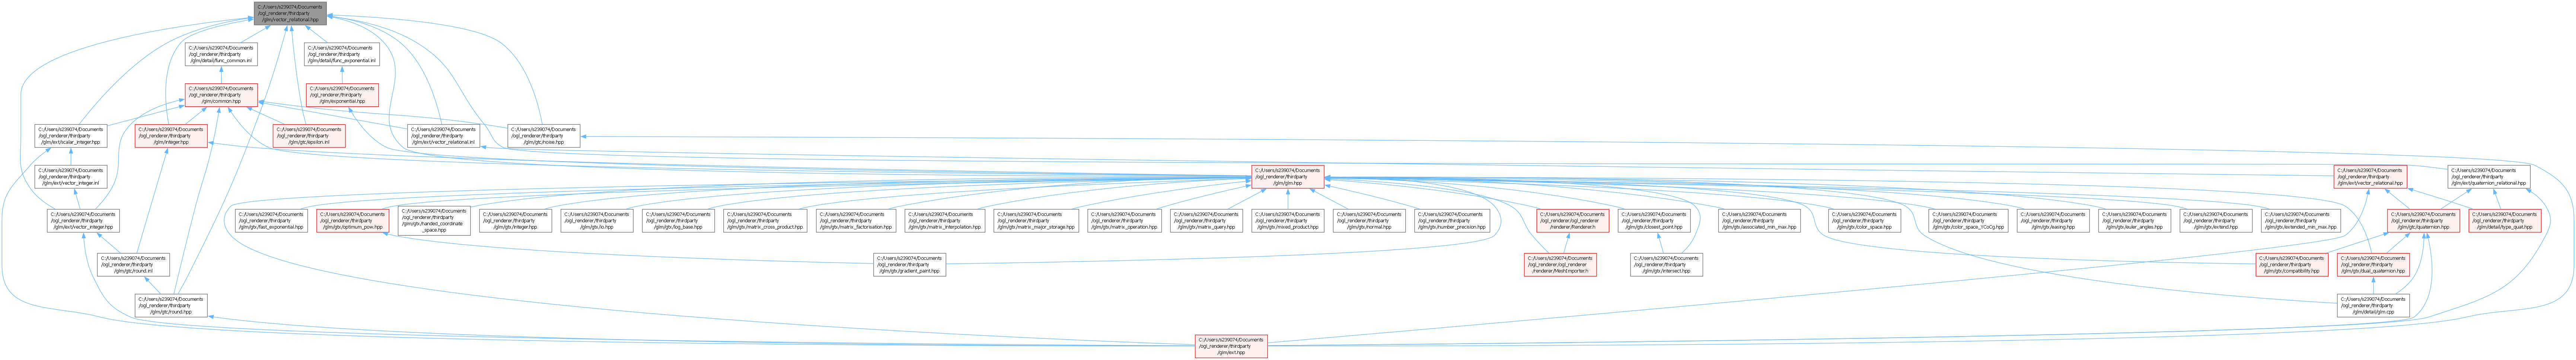 C:/Users/s239074/Documents
/ogl_renderer/thirdparty
/glm/vector_relational.hpp
C:/Users/s239074/Documents
/ogl_renderer/thirdparty
/glm/detail/func_common.inl
C:/Users/s239074/Documents
/ogl_renderer/thirdparty
/glm/detail/func_exponential.inl
C:/Users/s239074/Documents
/ogl_renderer/thirdparty
/glm/common.hpp
C:/Users/s239074/Documents
/ogl_renderer/thirdparty
/glm/exponential.hpp
C:/Users/s239074/Documents
/ogl_renderer/thirdparty
/glm/ext/scalar_integer.hpp
C:/Users/s239074/Documents
/ogl_renderer/thirdparty
/glm/integer.hpp
C:/Users/s239074/Documents
/ogl_renderer/thirdparty
/glm/gtc/epsilon.inl
C:/Users/s239074/Documents
/ogl_renderer/thirdparty
/glm/ext/vector_relational.inl
C:/Users/s239074/Documents
/ogl_renderer/thirdparty
/glm/gtc/noise.hpp
C:/Users/s239074/Documents
/ogl_renderer/thirdparty
/glm/ext/vector_integer.inl
C:/Users/s239074/Documents
/ogl_renderer/thirdparty
/glm/glm.hpp
C:/Users/s239074/Documents
/ogl_renderer/thirdparty
/glm/ext/vector_relational.hpp
C:/Users/s239074/Documents
/ogl_renderer/thirdparty
/glm/ext/quaternion_relational.hpp
C:/Users/s239074/Documents
/ogl_renderer/thirdparty
/glm/ext/vector_integer.hpp
C:/Users/s239074/Documents
/ogl_renderer/thirdparty
/glm/gtx/fast_exponential.hpp
C:/Users/s239074/Documents
/ogl_renderer/thirdparty
/glm/gtx/optimum_pow.hpp
C:/Users/s239074/Documents
/ogl_renderer/thirdparty
/glm/gtx/handed_coordinate
_space.hpp
C:/Users/s239074/Documents
/ogl_renderer/thirdparty
/glm/gtx/integer.hpp
C:/Users/s239074/Documents
/ogl_renderer/thirdparty
/glm/gtx/io.hpp
C:/Users/s239074/Documents
/ogl_renderer/thirdparty
/glm/gtx/log_base.hpp
C:/Users/s239074/Documents
/ogl_renderer/thirdparty
/glm/gtx/matrix_cross_product.hpp
C:/Users/s239074/Documents
/ogl_renderer/thirdparty
/glm/gtx/matrix_factorisation.hpp
C:/Users/s239074/Documents
/ogl_renderer/thirdparty
/glm/gtx/matrix_interpolation.hpp
C:/Users/s239074/Documents
/ogl_renderer/thirdparty
/glm/gtx/matrix_major_storage.hpp
C:/Users/s239074/Documents
/ogl_renderer/thirdparty
/glm/gtx/matrix_operation.hpp
C:/Users/s239074/Documents
/ogl_renderer/thirdparty
/glm/gtx/matrix_query.hpp
C:/Users/s239074/Documents
/ogl_renderer/thirdparty
/glm/gtx/mixed_product.hpp
C:/Users/s239074/Documents
/ogl_renderer/thirdparty
/glm/gtx/normal.hpp
C:/Users/s239074/Documents
/ogl_renderer/thirdparty
/glm/gtx/number_precision.hpp
C:/Users/s239074/Documents
/ogl_renderer/ogl_renderer
/renderer/Renderer.h
C:/Users/s239074/Documents
/ogl_renderer/thirdparty
/glm/gtx/closest_point.hpp
C:/Users/s239074/Documents
/ogl_renderer/thirdparty
/glm/gtx/associated_min_max.hpp
C:/Users/s239074/Documents
/ogl_renderer/thirdparty
/glm/gtx/color_space.hpp
C:/Users/s239074/Documents
/ogl_renderer/thirdparty
/glm/gtx/color_space_YCoCg.hpp
C:/Users/s239074/Documents
/ogl_renderer/thirdparty
/glm/gtx/easing.hpp
C:/Users/s239074/Documents
/ogl_renderer/thirdparty
/glm/gtx/euler_angles.hpp
C:/Users/s239074/Documents
/ogl_renderer/thirdparty
/glm/gtx/extend.hpp
C:/Users/s239074/Documents
/ogl_renderer/thirdparty
/glm/gtx/extended_min_max.hpp
C:/Users/s239074/Documents
/ogl_renderer/thirdparty
/glm/gtc/quaternion.hpp
C:/Users/s239074/Documents
/ogl_renderer/thirdparty
/glm/detail/type_quat.hpp
C:/Users/s239074/Documents
/ogl_renderer/thirdparty
/glm/gtc/round.inl
C:/Users/s239074/Documents
/ogl_renderer/thirdparty
/glm/gtx/gradient_paint.hpp
C:/Users/s239074/Documents
/ogl_renderer/ogl_renderer
/renderer/MeshImporter.h
C:/Users/s239074/Documents
/ogl_renderer/thirdparty
/glm/gtx/intersect.hpp
C:/Users/s239074/Documents
/ogl_renderer/thirdparty
/glm/gtx/compatibility.hpp
C:/Users/s239074/Documents
/ogl_renderer/thirdparty
/glm/gtx/dual_quaternion.hpp
C:/Users/s239074/Documents
/ogl_renderer/thirdparty
/glm/gtc/round.hpp
C:/Users/s239074/Documents
/ogl_renderer/thirdparty
/glm/detail/glm.cpp
C:/Users/s239074/Documents
/ogl_renderer/thirdparty
/glm/ext.hpp